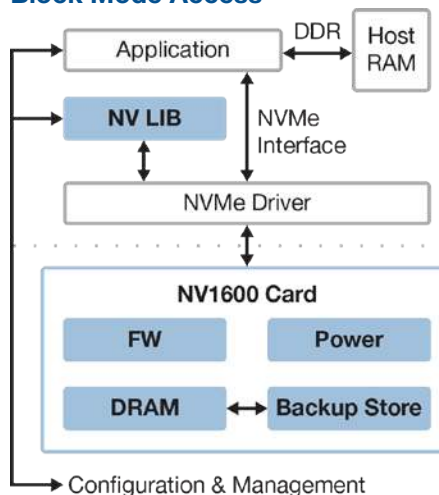 Block Mode Access
Application
DDR
Host
RAM
NV LIB
NVMe
Interface
NVMe Driver
NV1600 Card
FW
Power
DRAM
Backup Store
Configuration & Management